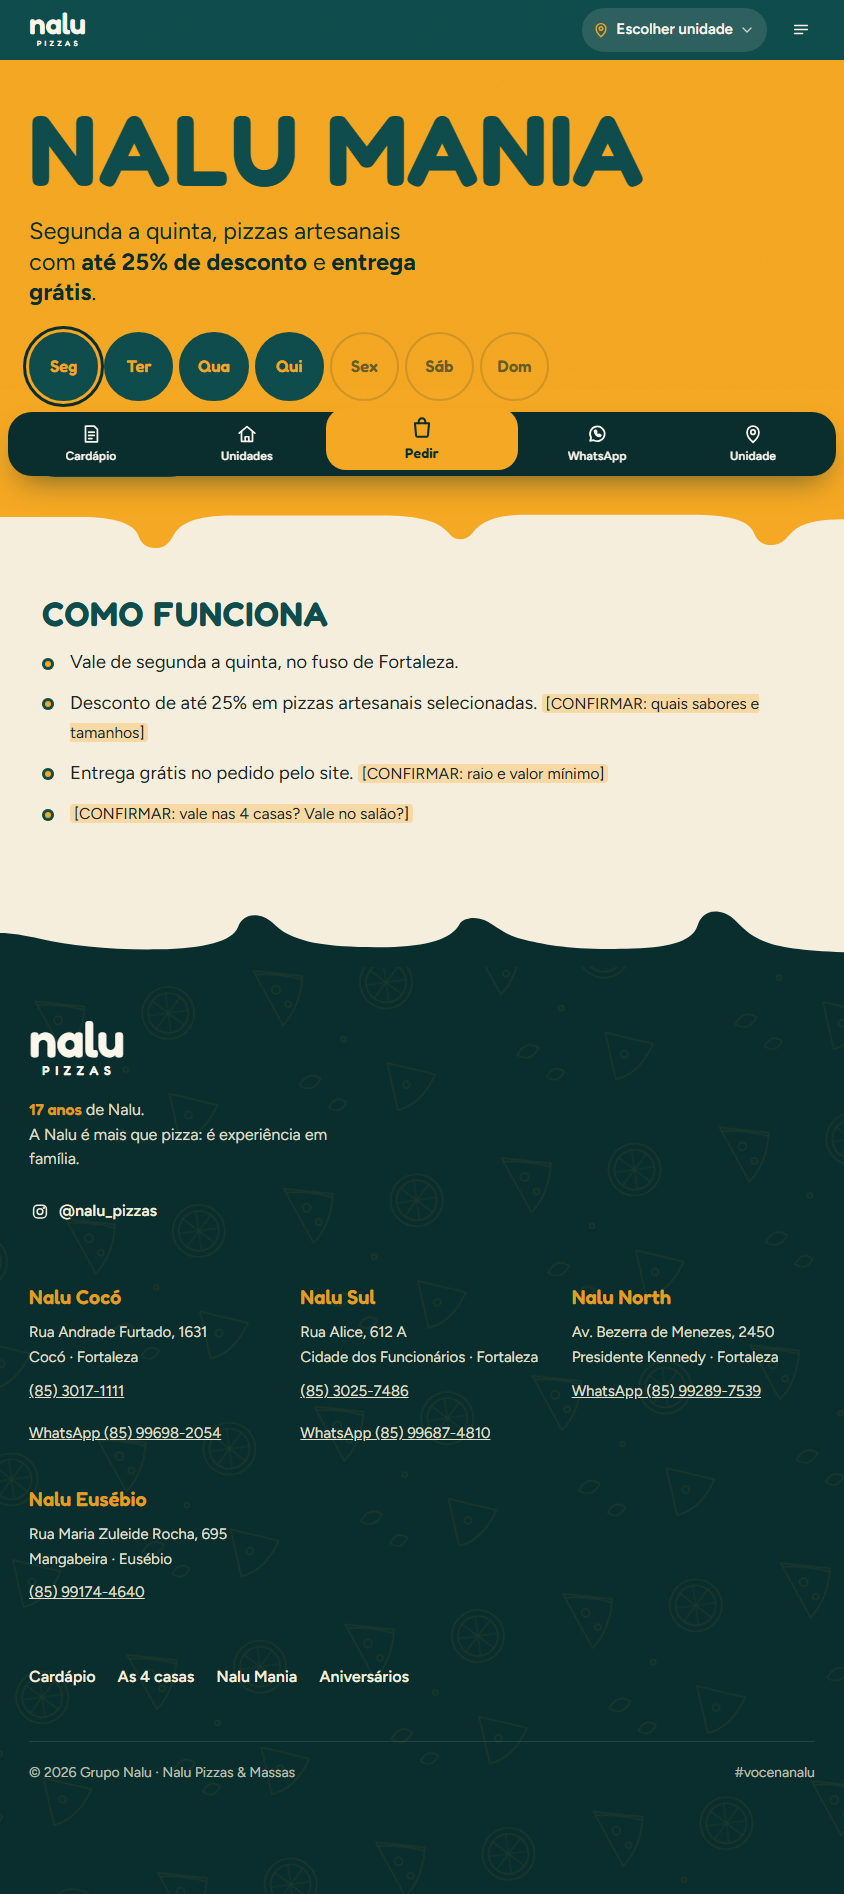 nalu
PIZZAS
Escolher unidade
NALU MANIA
Segunda a quinta, pizzas artesanais
com até 25% de desconto e entrega
grátis.
Seg Ter Qua Qui Sex Sáb Dom
Cardápio Unidades Pedir WhatsApp Unidade
COMO FUNCIONA
Vale de segunda a quinta, no fuso de Fortaleza.
Desconto de até 25% em pizzas artesanais selecionadas. [CONFIRMAR: quais sabores e
tamanhos]
Entrega grátis no pedido pelo site. [CONFIRMAR: raio e valor mínimo]
[CONFIRMAR: vale nas 4 casas? Vale no salão?]
nalu
PIZZAS
17 anos de Nalu.
A Nalu é mais que pizza: é experiência em
família.
@nalu_pizzas
Nalu Cocó
Rua Andrade Furtado, 1631
Cocó · Fortaleza
(85) 3017-1111
WhatsApp (85) 99698-2054
Nalu Sul
Rua Alice, 612 A
Cidade dos Funcionários · Fortaleza
(85) 3025-7486
WhatsApp (85) 99687-4810
Nalu North
Av. Bezerra de Menezes, 2450
Presidente Kennedy · Fortaleza
WhatsApp (85) 99289-7539
Nalu Eusébio
Rua Maria Zuleide Rocha, 695
Mangabeira · Eusébio
(85) 99174-4640
Cardápio As 4 casas Nalu Mania Aniversários
© 2026 Grupo Nalu · Nalu Pizzas & Massas
#vocenanalu